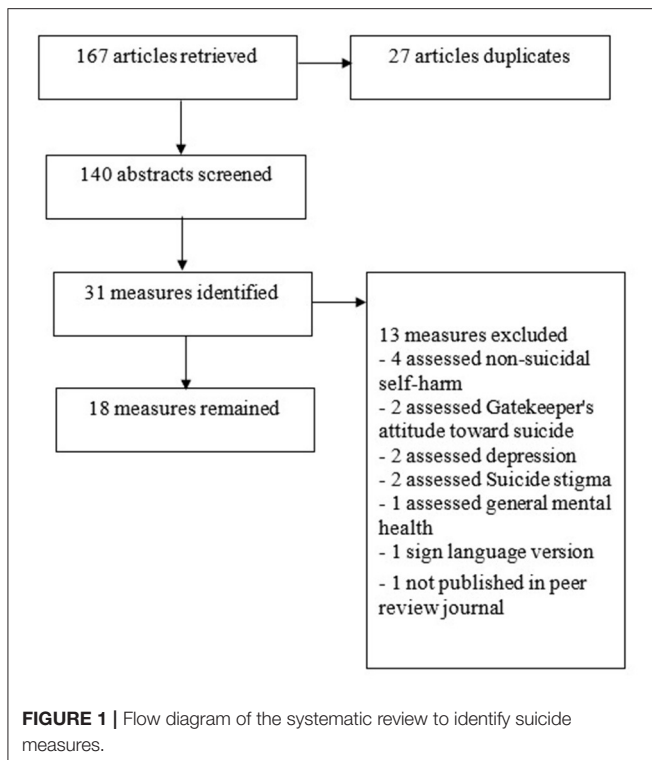 167 articles retrieved
27 articles duplicates
140 abstracts screened
31 measures identified
13 measures excluded
- 4 assessed non-suicidal
self-harm
- 2 assessed Gatekeeper's
attitude toward suicide
- 2 assessed depression
- 2 assessed Suicide stigma
- 1 assessed general mental
health
- 1 sign language version
- 1 not published in peer
review journal
18 measures remained
FIGURE 1 | Flow diagram of the systematic review to identify suicide
measures.